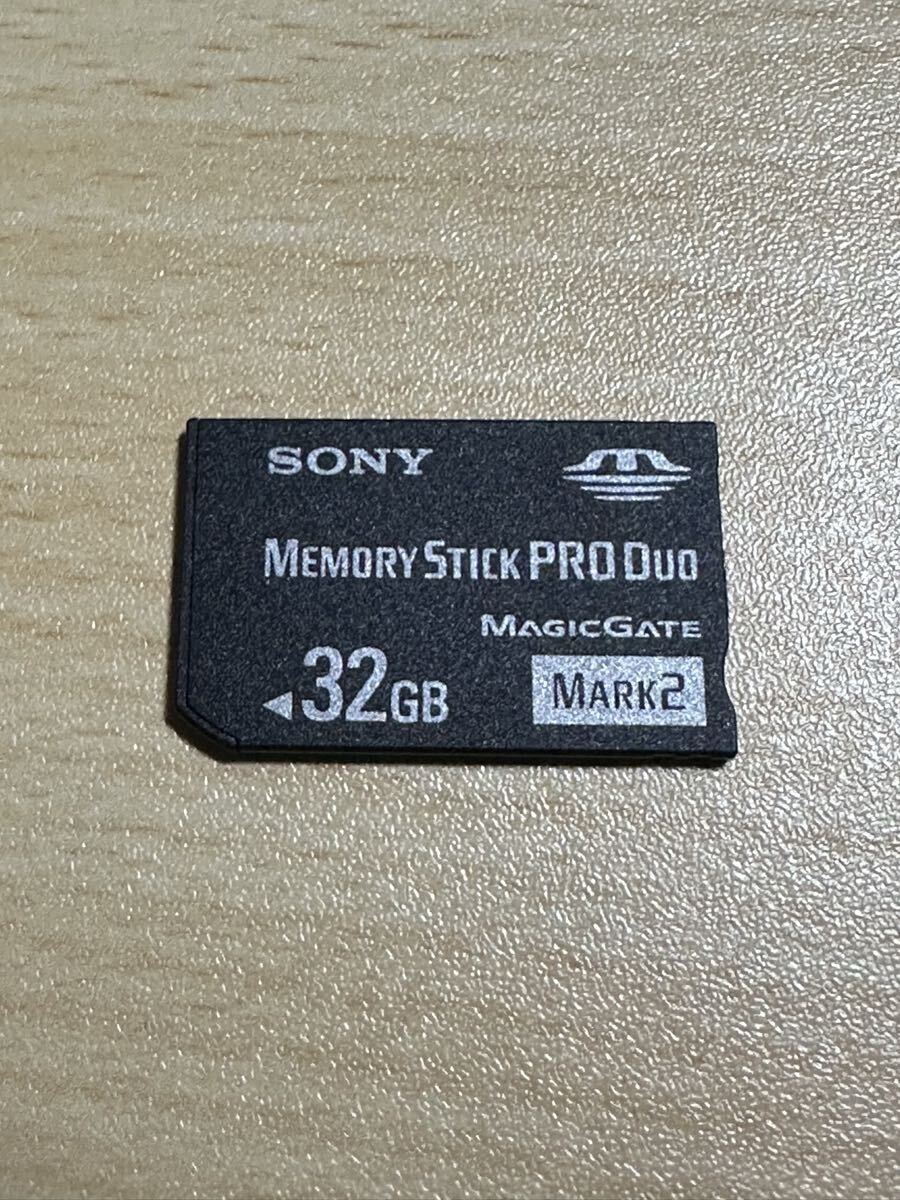 SONY
MEMORY STICK PRO DUO
MAGICGATE
32GB
MARK2